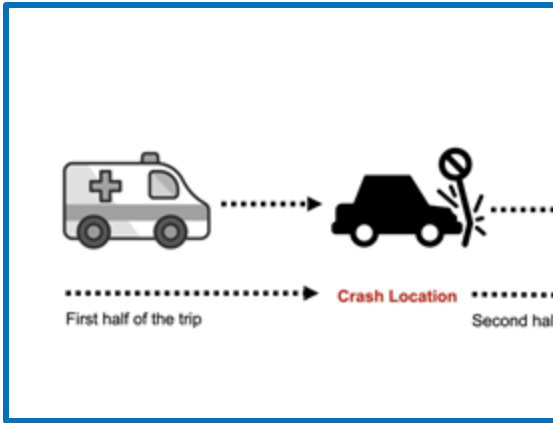 Crash Location
First half of the trip
Second hal